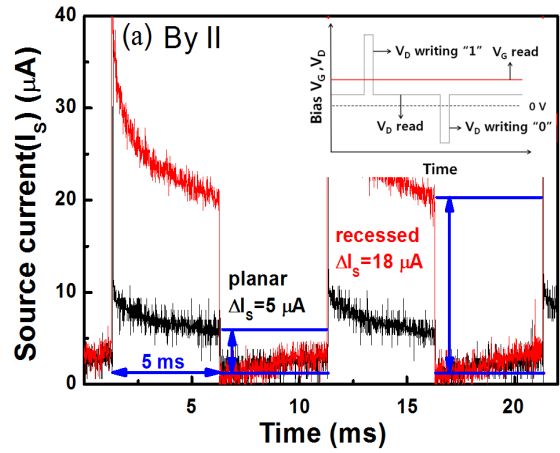 (a) By II
40
30
20
10
0
Source current(I_S) (μA)
0 5 10 15 20
Time (ms)
planar
ΔI_S=5 μA
recessed
ΔI_S=18 μA
5 ms
Bias V_G ,V_D
Time
V_D writing “1”
V_G read
0 V
V_D read
V_D writing “0”